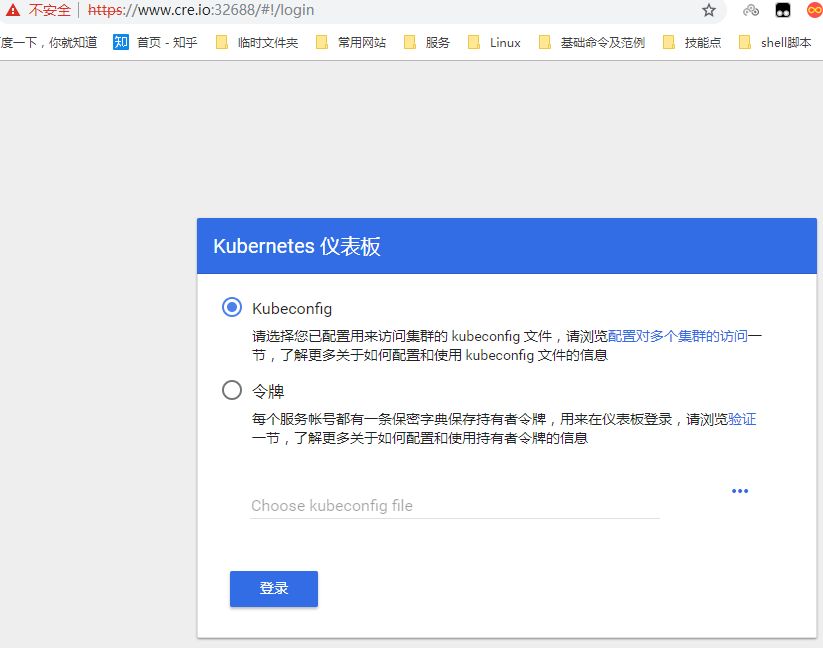 不安全 https://www.cre.io:32688/#!/login
度一下，你就知道 知 首页 - 知乎 临时文件夹 常用网站 服务 Linux 基础命令及范例 技能点 shell脚本
Kubernetes 仪表板
Kubeconfig
请选择您已配置用来访问集群的 kubeconfig 文件，请浏览配置对多个集群的访问一
节，了解更多关于如何配置和使用 kubeconfig 文件的信息
令牌
每个服务帐号都有一条保密字典保存持有者令牌，用来在仪表板登录，请浏览验证
一节，了解更多关于如何配置和使用持有者令牌的信息
Choose kubeconfig file
登录